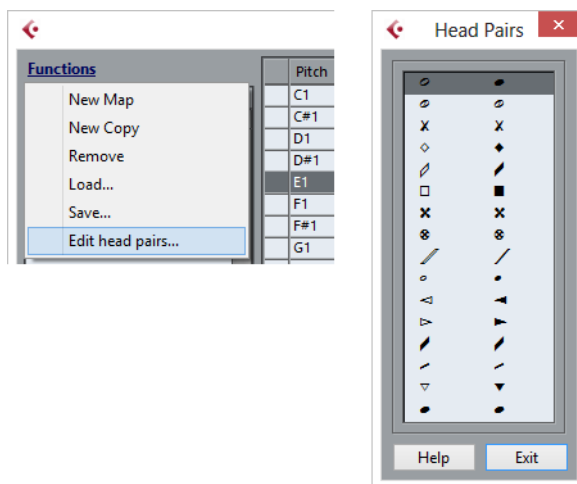 Functions
New Map
New Copy
Remove
Load...
Save...
Edit head pairs...
Pitch
C1
C#1
D1
D#1
E1
F1
F#1
G1
Head Pairs
Help
Exit